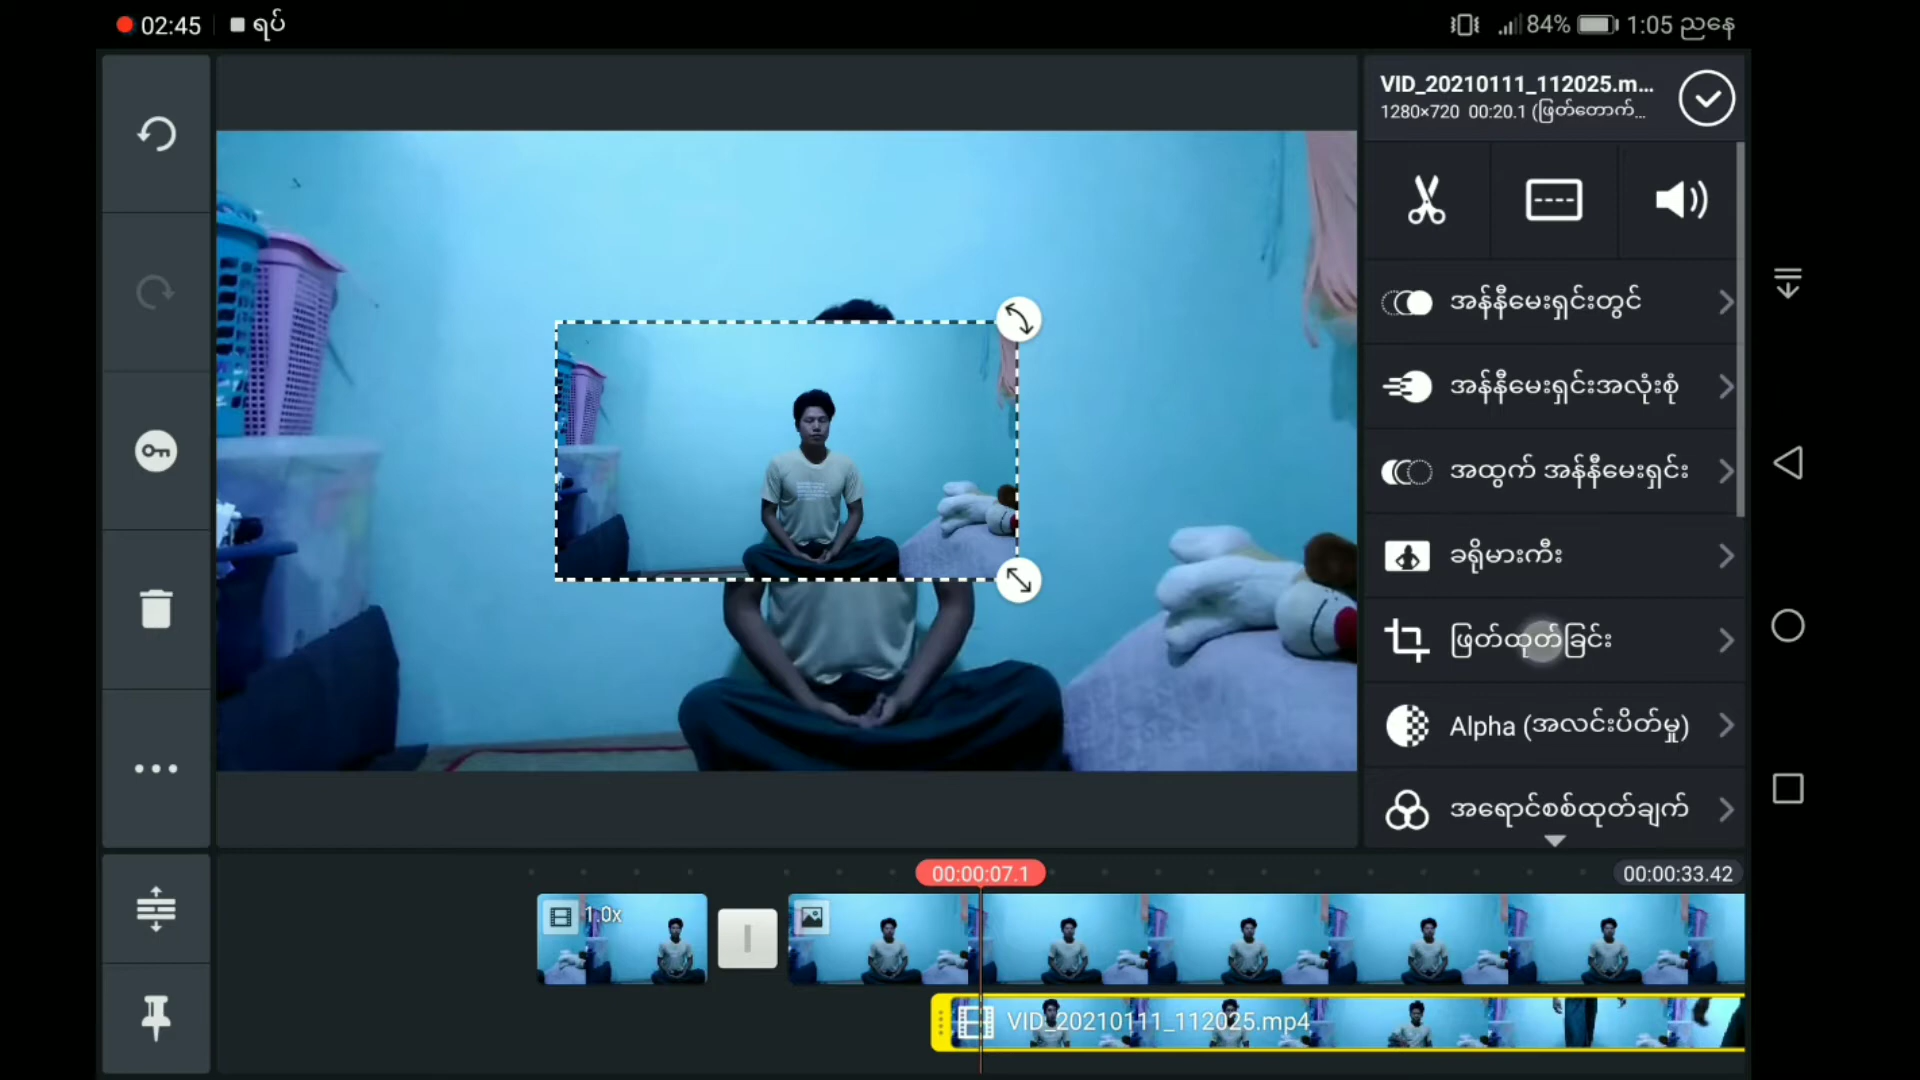 02:45 ရပ်
84% 1:05 ညနေ
VID_20210111_112025.m...
1280×720 00:20.1 (ဖြတ်တောက်...
အန်နီမေးရှင်းတွင်
အန်နီမေးရှင်းအလုံးစုံ
အထွက် အန်နီမေးရှင်း
ခရိုမားကီး
ဖြတ်ထုတ်ခြင်း
Alpha (အလင်းပိတ်မှု)
အရောင်စစ်ထုတ်ချက်
00:00:07.1
00:00:33.42
1.0x
VID_20210111_112025.mp4